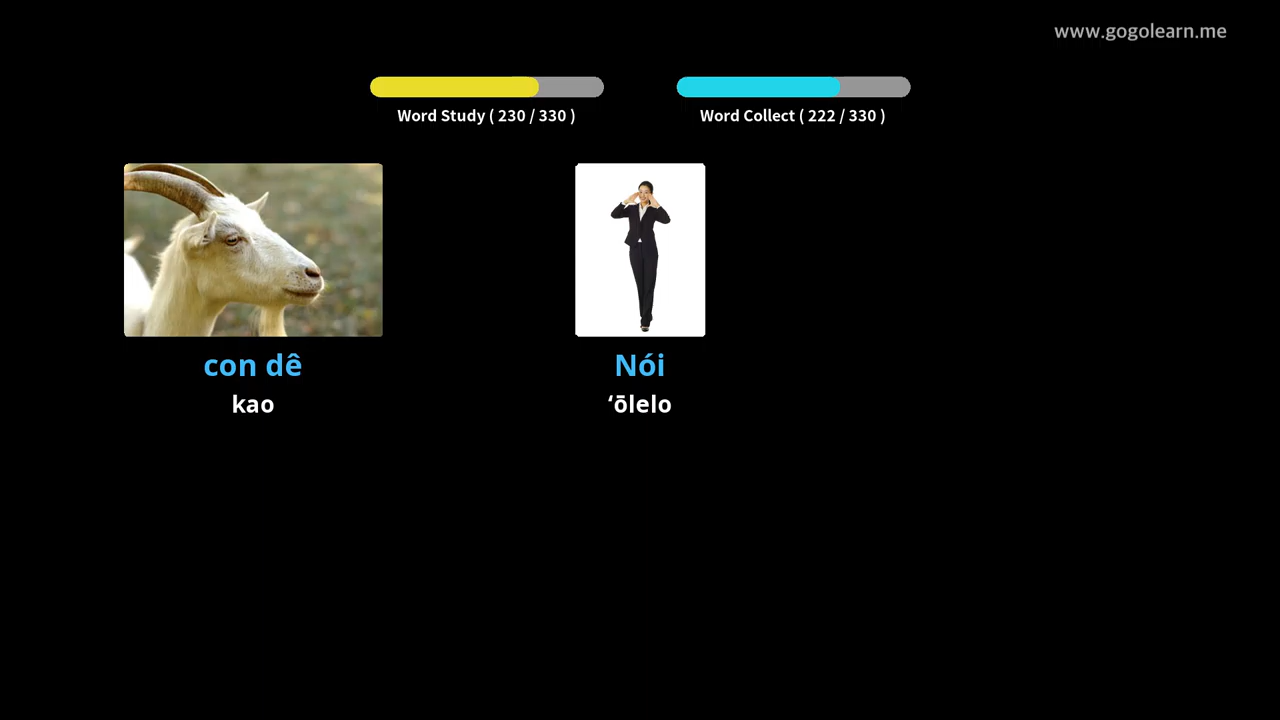 www.gogolearn.me
Word Study ( 230 / 330 )
Word Collect ( 222 / 330 )
con dê
kao
Nói
ʻōlelo